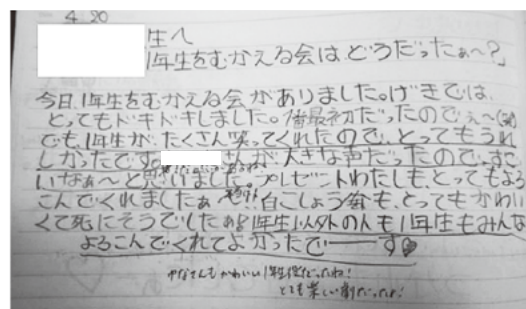 4 20
生へ
1年生をむかえる会は、どうだったぁ〜?」
今日、1年生をむかえる会がありました。げきでは、
とってもドキドキしました。1番最初だったのでぇ〜
でも、1年生が、たくさん笑ってくれたので、とってもうれ
しかったです。さんが大きな声だったので、すご
いなぁ〜と思いました。プレゼントわたしも、とってもよろ
こんでくれましたぁ 自こしょうかいも、とってもかわい
くて死にそうでしたぁ 1年生以外の人も1年生もみんな
よろこんでくれてよかったで――す
かわいい1年生役だったね!
とても楽しい劇だったよ!